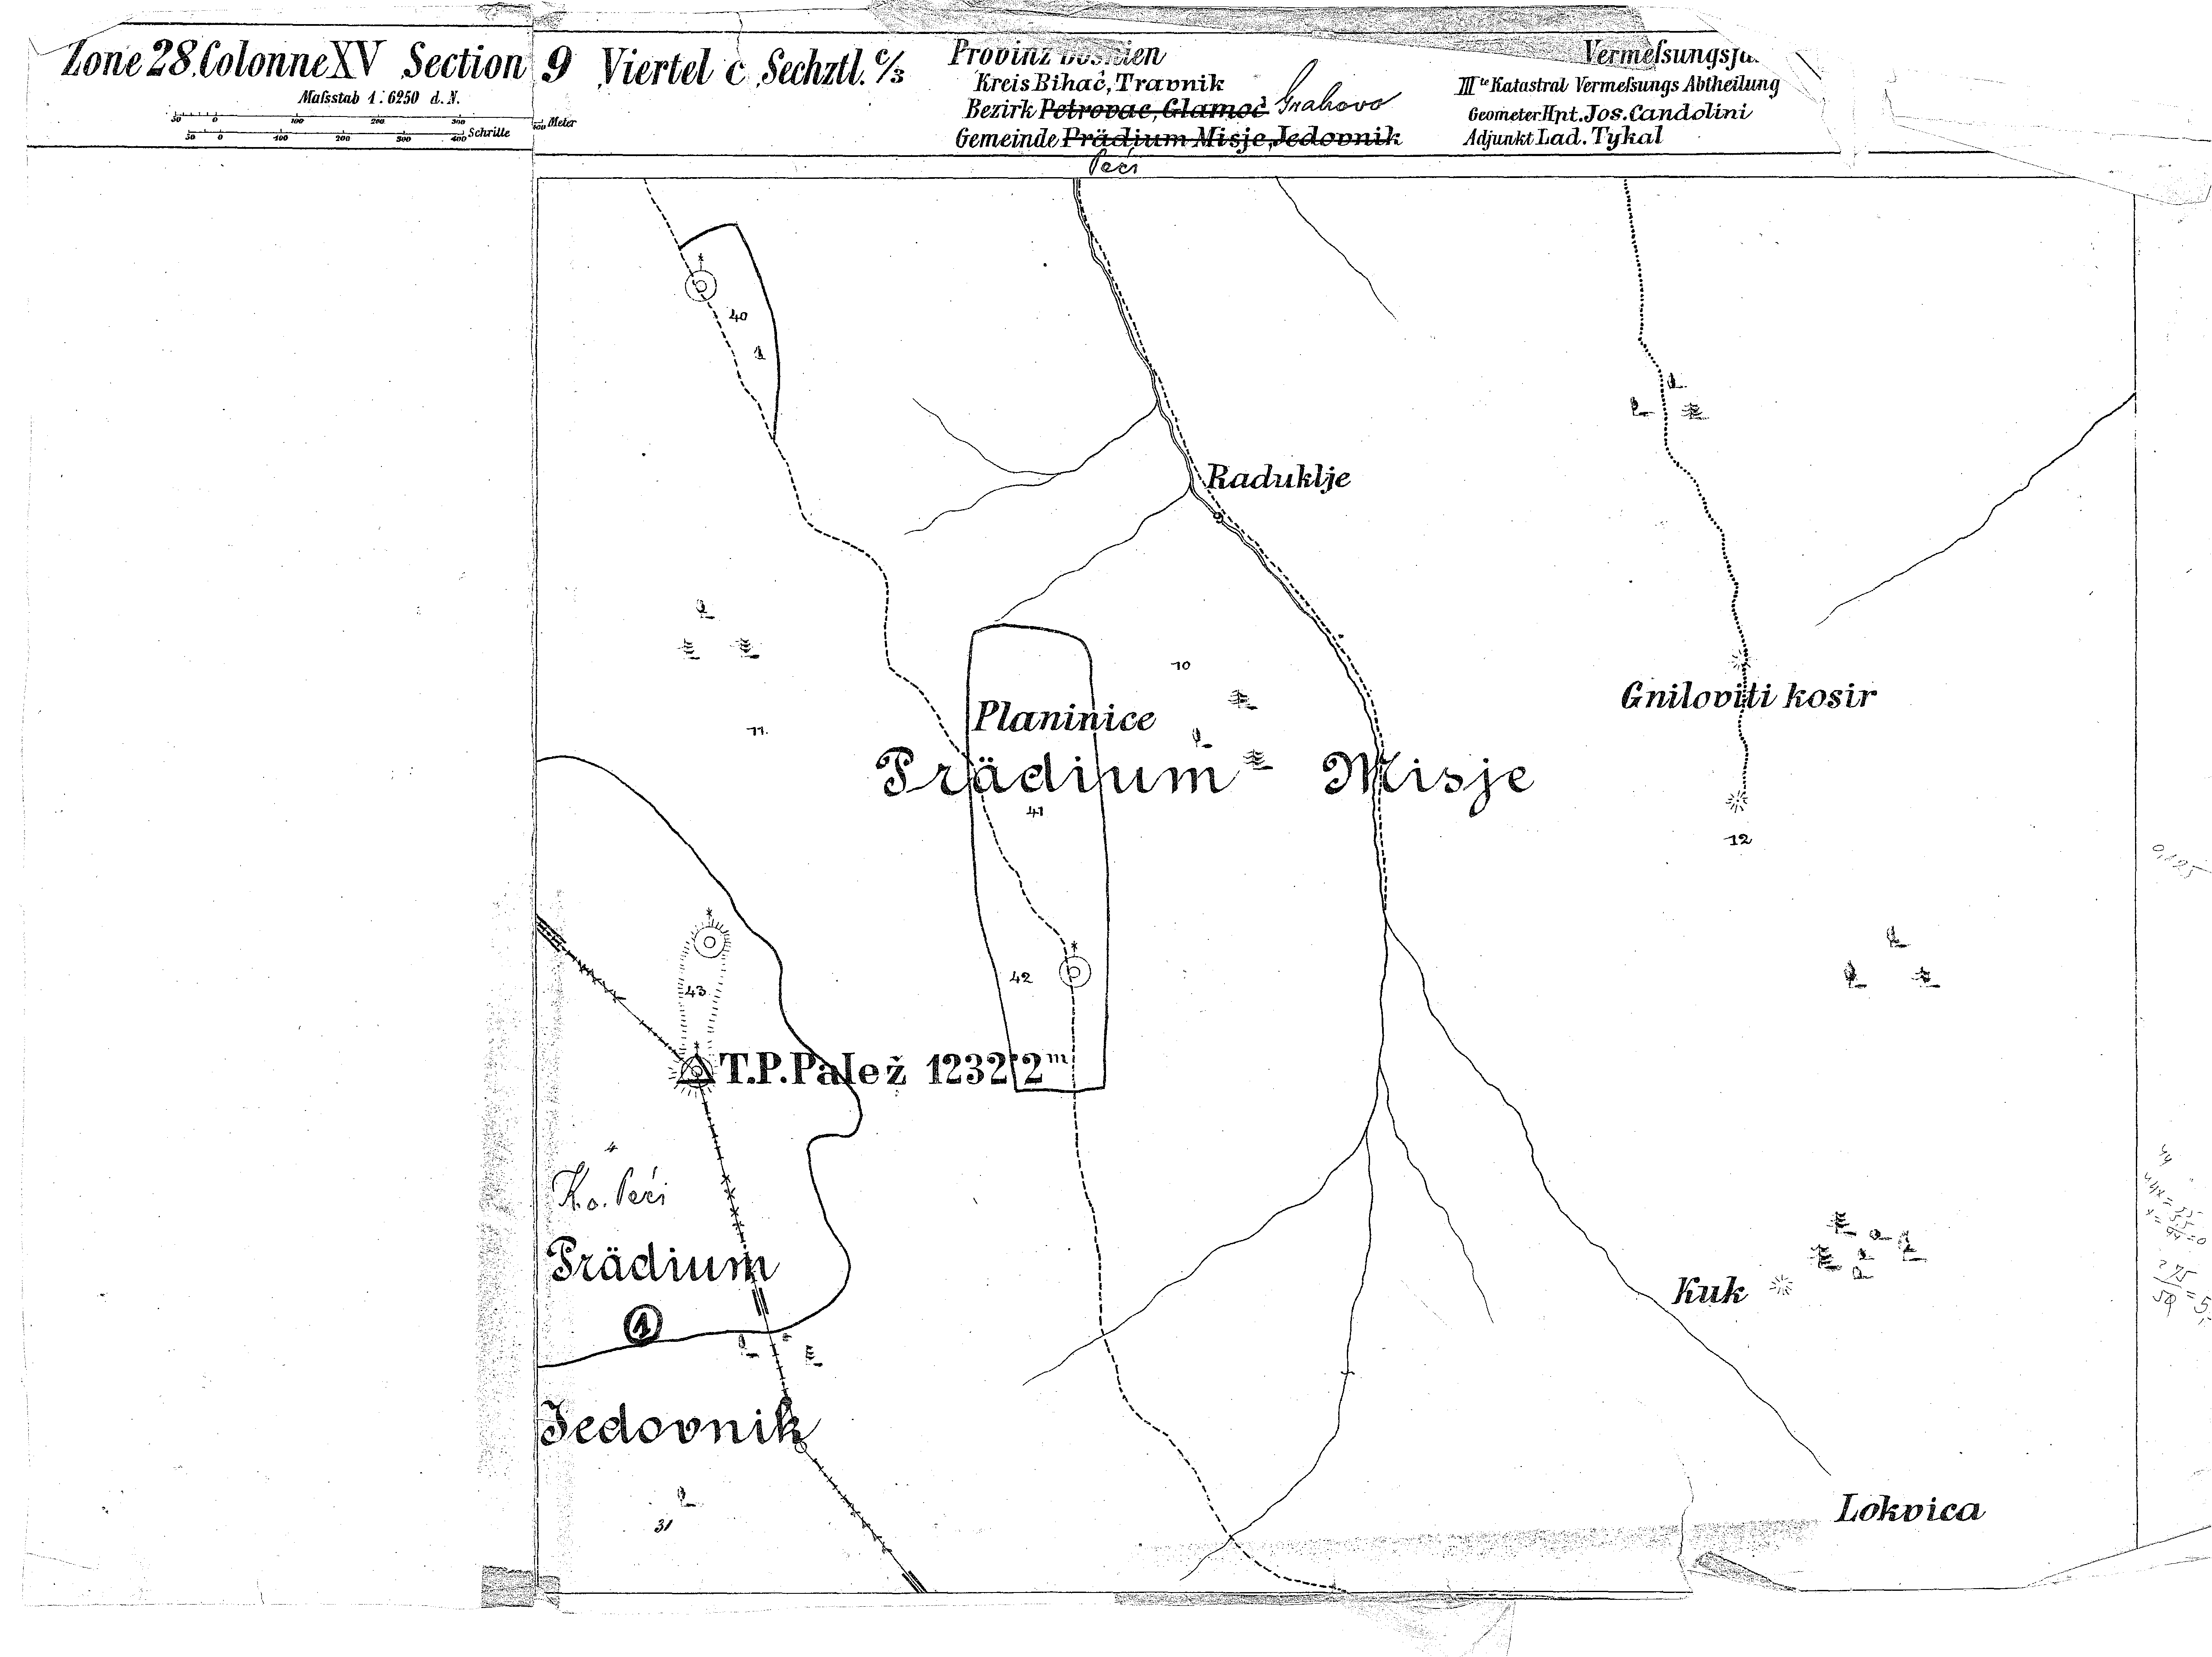 Zone 28. Colonne XV Section 9 Viertel c Sechztl. c/3
Maſsstab 1:6250 d. N.
50 0 100 200 300 400 Meter
50 0 100 200 300 400 Schritte
Provinz Bosnien
Kreis Bihać, Travnik
Bezirk Petrovac, Glamoč Grahovo
Gemeinde Prädium Misje, Jedovnik
Peći
III te Katastral Vermeſsungs Abtheilung
Geometer Hpt. Jos. Candolini
Adjunkt Lad. Tykal
40
1
Raduklje
10
Gniloviti kosir
Planinice
11.
Prädium Misje
41
12
42
43
T.P. Palež 1232·2 m
4
K.o. Peći
Prädium
1
Kuk
Jedovnik
Lokvica
31